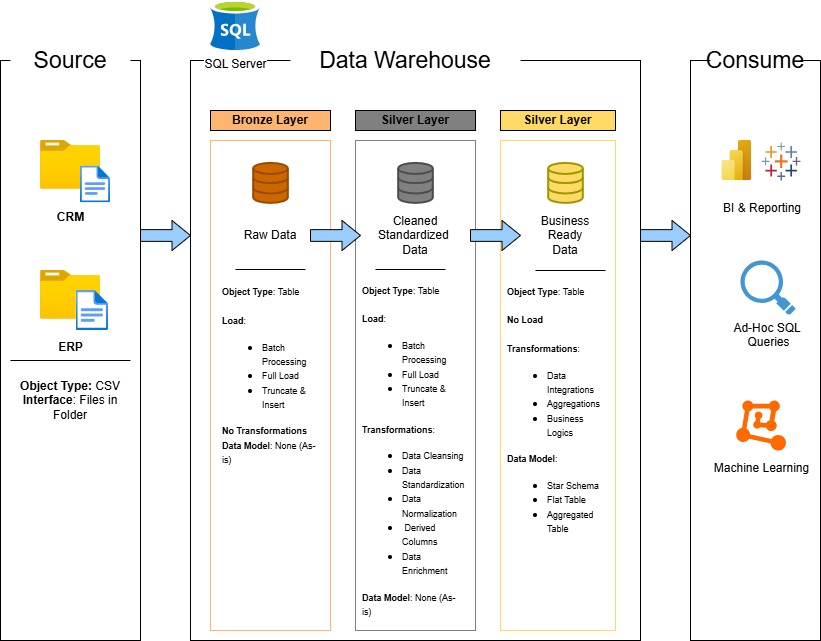 Source
CRM
ERP
Object Type: CSV
Interface: Files in
Folder
SQL
SQL Server
Data Warehouse
Bronze Layer
Raw Data
Object Type: Table
Load:
Batch
Processing
Full Load
Truncate &
Insert
No Transformations
Data Model: None (As-
is)
Silver Layer
Cleaned
Standardized
Data
Object Type: Table
Load:
Batch
Processing
Full Load
Truncate &
Insert
Transformations:
Data Cleansing
Data
Standardization
Data
Normalization
Derived
Columns
Data
Enrichment
Data Model: None (As-
is)
Silver Layer
Business
Ready
Data
Object Type: Table
No Load
Transformations:
Data
Integrations
Aggregations
Business
Logics
Data Model:
Star Schema
Flat Table
Aggregated
Table
Consume
BI & Reporting
Ad-Hoc SQL
Queries
Machine Learning